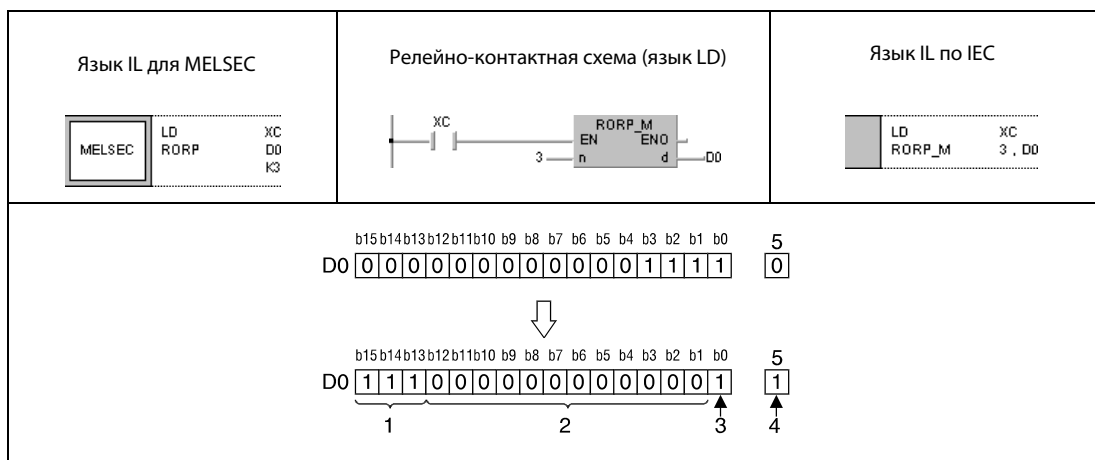 Язык IL для MELSEC
MELSEC
LD XC
RORP D0
K3
Релейно-контактная схема (язык LD)
XC
RORP_M
EN ENO
3 n d D0
Язык IL по IEC
LD XC
RORP_M 3 , D0
b15 b14 b13 b12 b11 b10 b9 b8 b7 b6 b5 b4 b3 b2 b1 b0 5
D0 0 0 0 0 0 0 0 0 0 0 0 0 1 1 1 1 0
b15 b14 b13 b12 b11 b10 b9 b8 b7 b6 b5 b4 b3 b2 b1 b0 5
D0 1 1 1 0 0 0 0 0 0 0 0 0 0 0 0 1 1
1 2 3 4